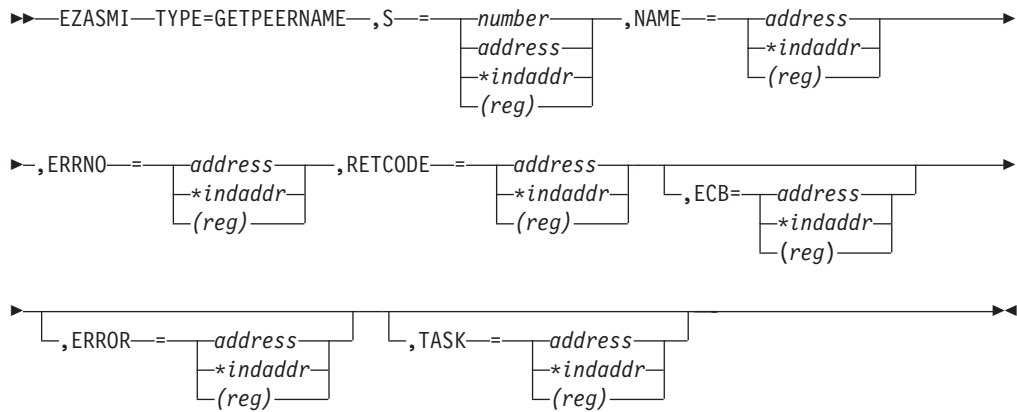 EZASMI TYPE=GETPEERNAME ,S = number ,NAME = address
address *indaddr
*indaddr (reg)
(reg)
,ERRNO = address ,RETCODE = address
*indaddr *indaddr ,ECB= address
(reg) (reg) *indaddr
(reg)
,ERROR = address ,TASK = address
*indaddr *indaddr
(reg) (reg)